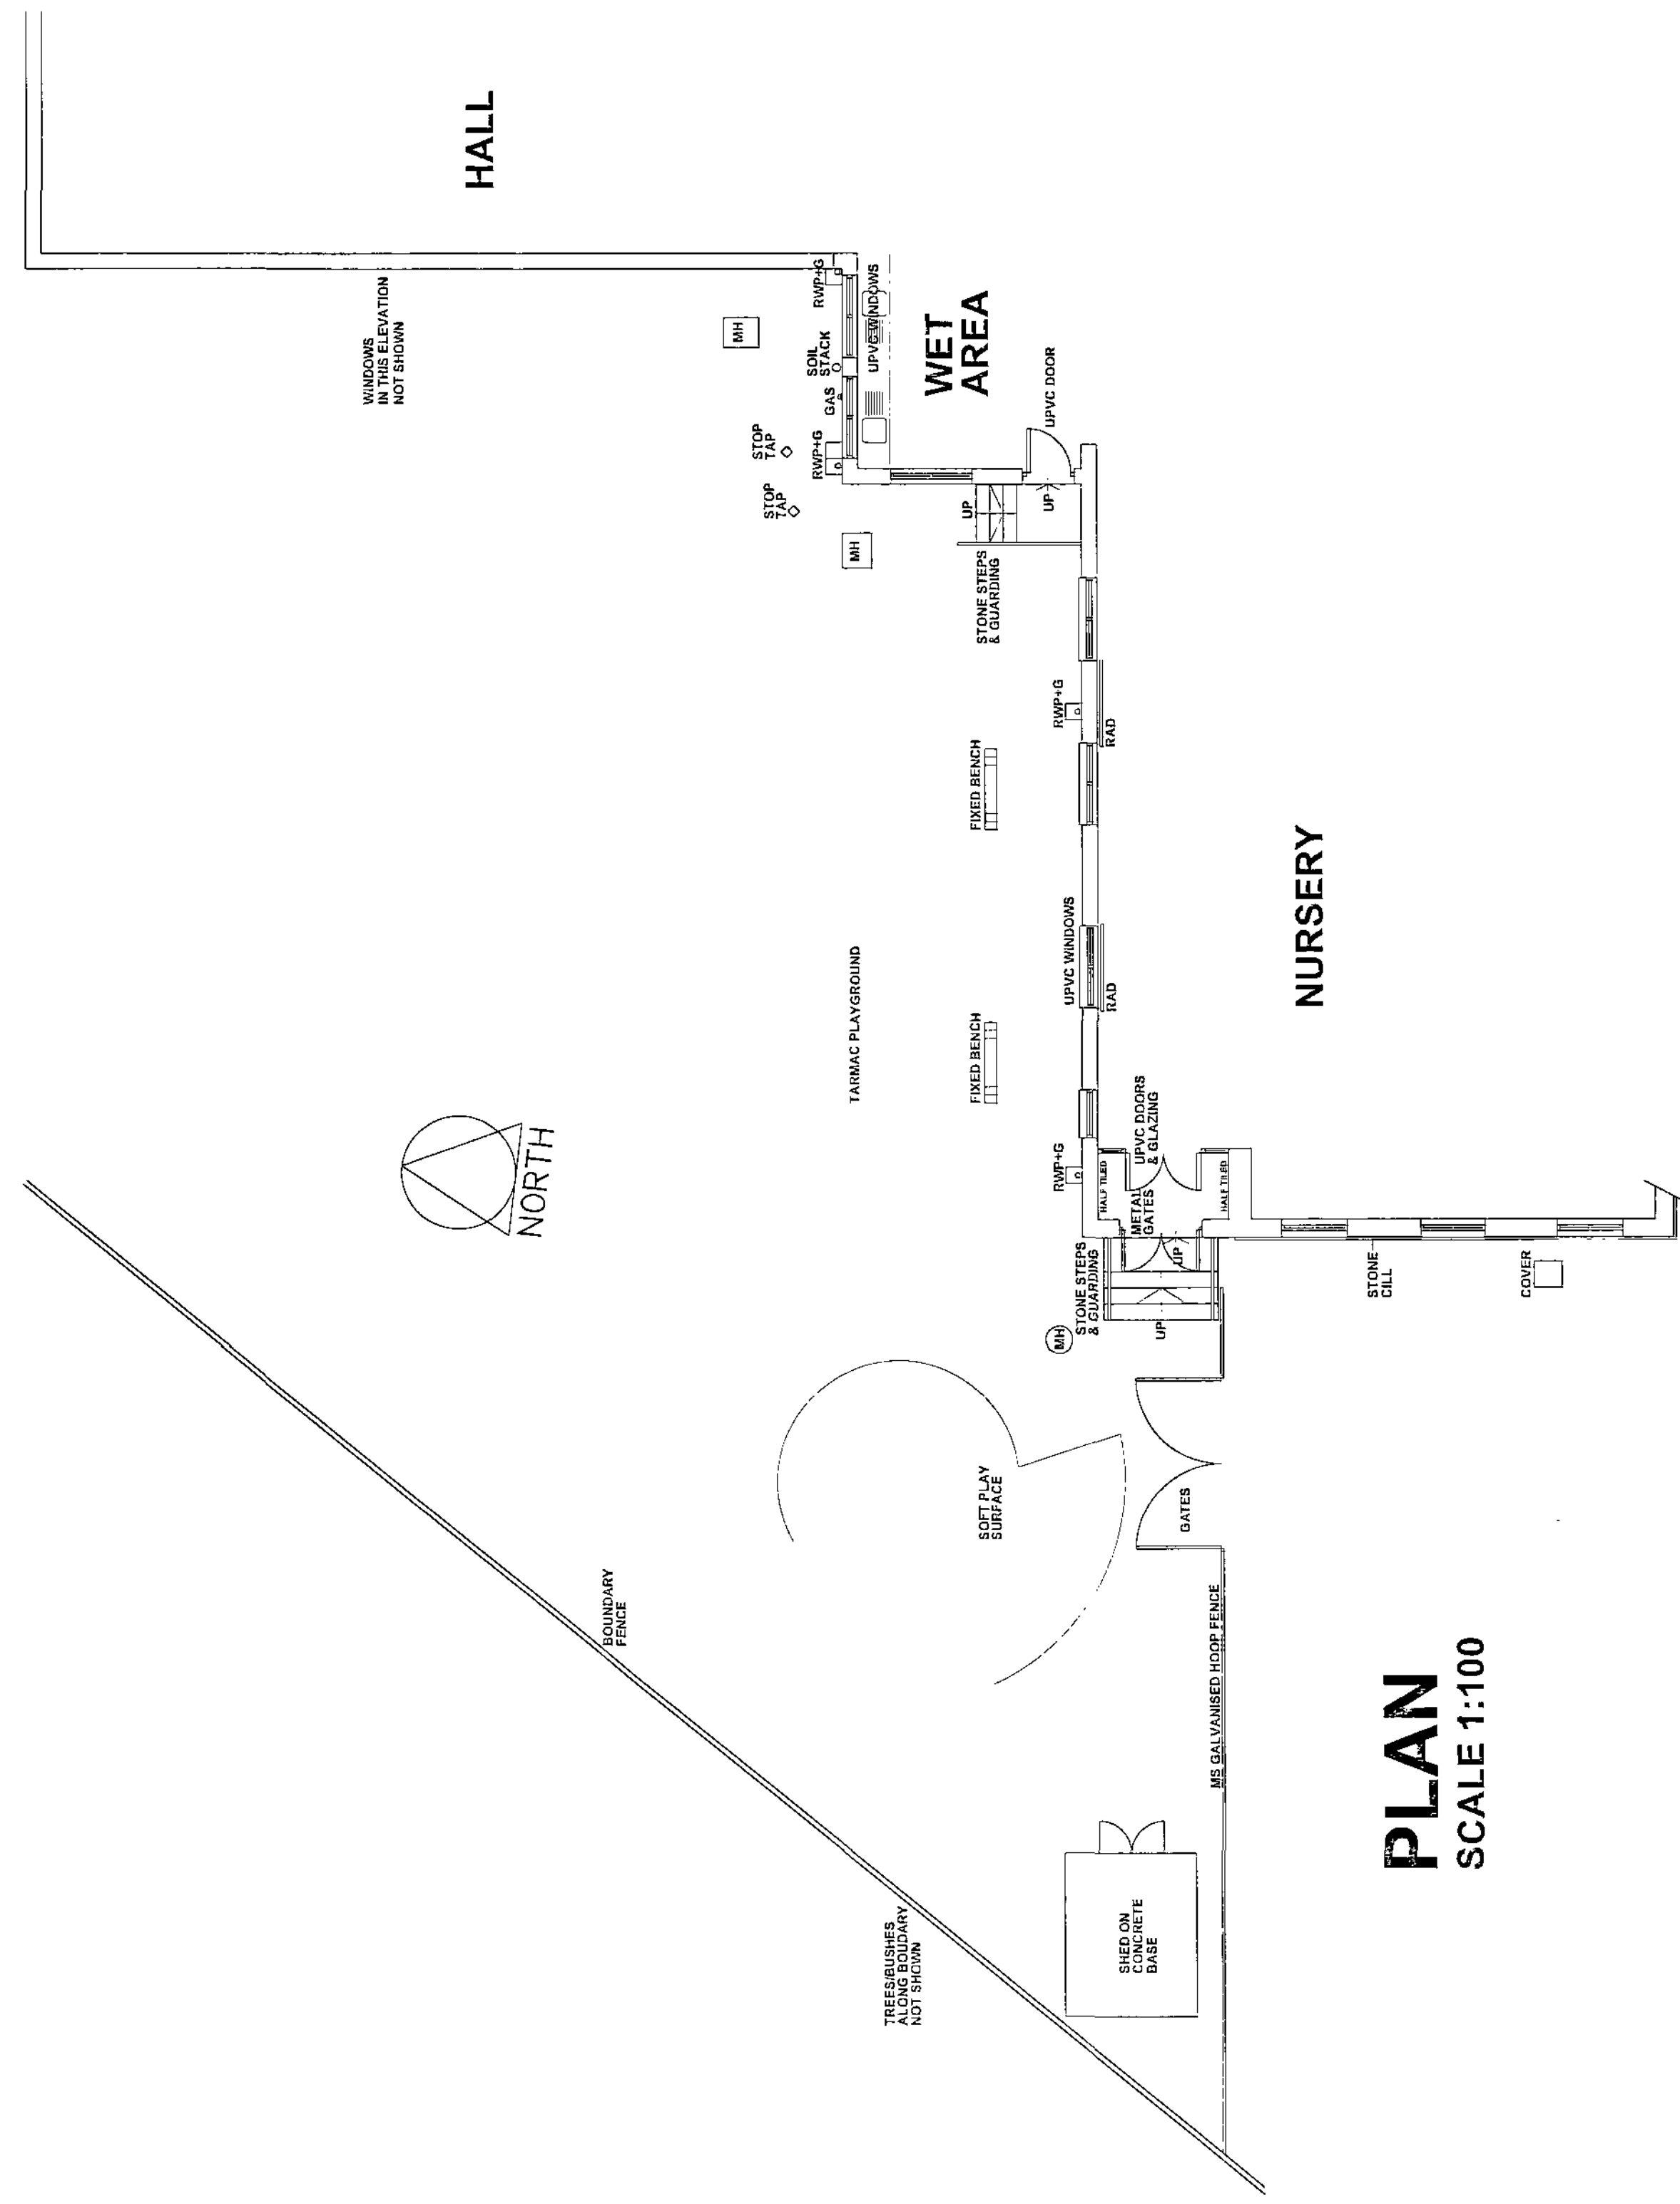 HALL
WINDOWS
IN THIS ELEVATION
NOT SHOWN
MH
RWP+G
SOIL
STACK
UPVC WINDOWS
GAS
STOP
TAP
RWP+G
STOP
TAP
MH
WET
AREA
UPVC DOOR
UP
UP
STONE STEPS
& GUARDING
RWP+G
RAD
FIXED BENCH
UPVC WINDOWS
RAD
NURSERY
TARMAC PLAYGROUND
FIXED BENCH
NORTH
RWP+G
HALF TILED
UPVC DOORS
& GLAZING
METAL
GATES
HALF TILED
UP
STONE STEPS
& GUARDING
MH
UP
STONE
CILL
COVER
SOFT PLAY
SURFACE
GATES
BOUNDARY
FENCE
MS GALVANISED HOOP FENCE
TREES/BUSHES
ALONG BOUDARY
NOT SHOWN
SHED ON
CONCRETE
BASE
PLAN
SCALE 1:100